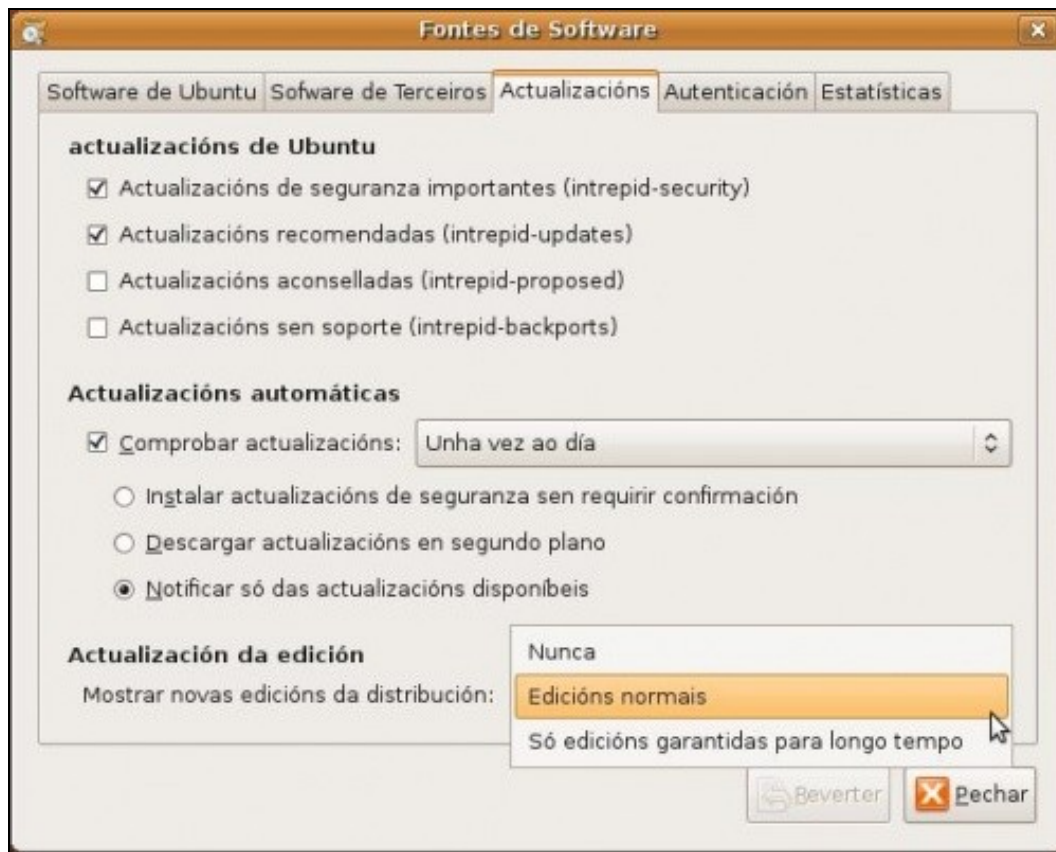 Fontes de Software
Software de Ubuntu Sofware de Terceiros Actualizacións Autenticación Estatísticas
actualizacións de Ubuntu
Actualizacións de seguranza importantes (intrepid-security)
Actualizacións recomendadas (intrepid-updates)
Actualizacións aconselladas (intrepid-proposed)
Actualizacións sen soporte (intrepid-backports)
Actualizacións automáticas
Comprobar actualizacións: Unha vez ao día
Instalar actualizacións de seguranza sen requirir confirmación
Descargar actualizacións en segundo plano
Notificar só das actualizacións disponíbeis
Actualización da edición
Nunca
Mostrar novas edicións da distribución: Edicións normais
Só edicións garantidas para longo tempo
Reverter Pechar